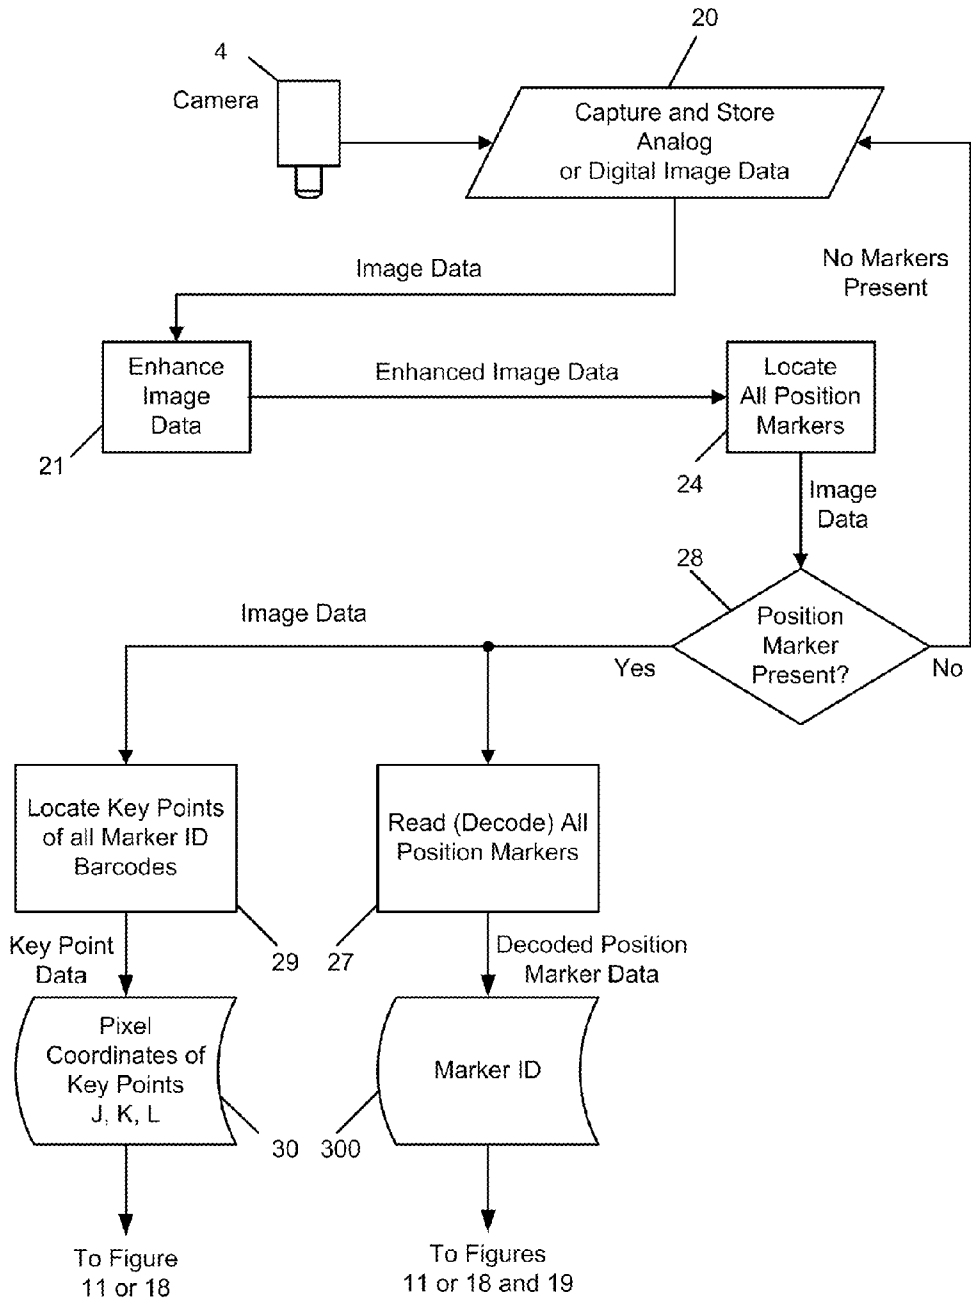 20
4
Camera
Capture and Store
Analog
or Digital Image Data
No Markers
Present
Image Data
Enhance
Image
Data
21
Enhanced Image Data
Locate
All Position
Markers
24
Image
Data
28
Position
Marker
Present?
Yes
No
Image Data
Locate Key Points
of all Marker ID
Barcodes
29
Read (Decode) All
Position Markers
27
Key Point
Data
Decoded Position
Marker Data
Pixel
Coordinates of
Key Points
J, K, L
30
Marker ID
300
To Figure
11 or 18
To Figures
11 or 18 and 19